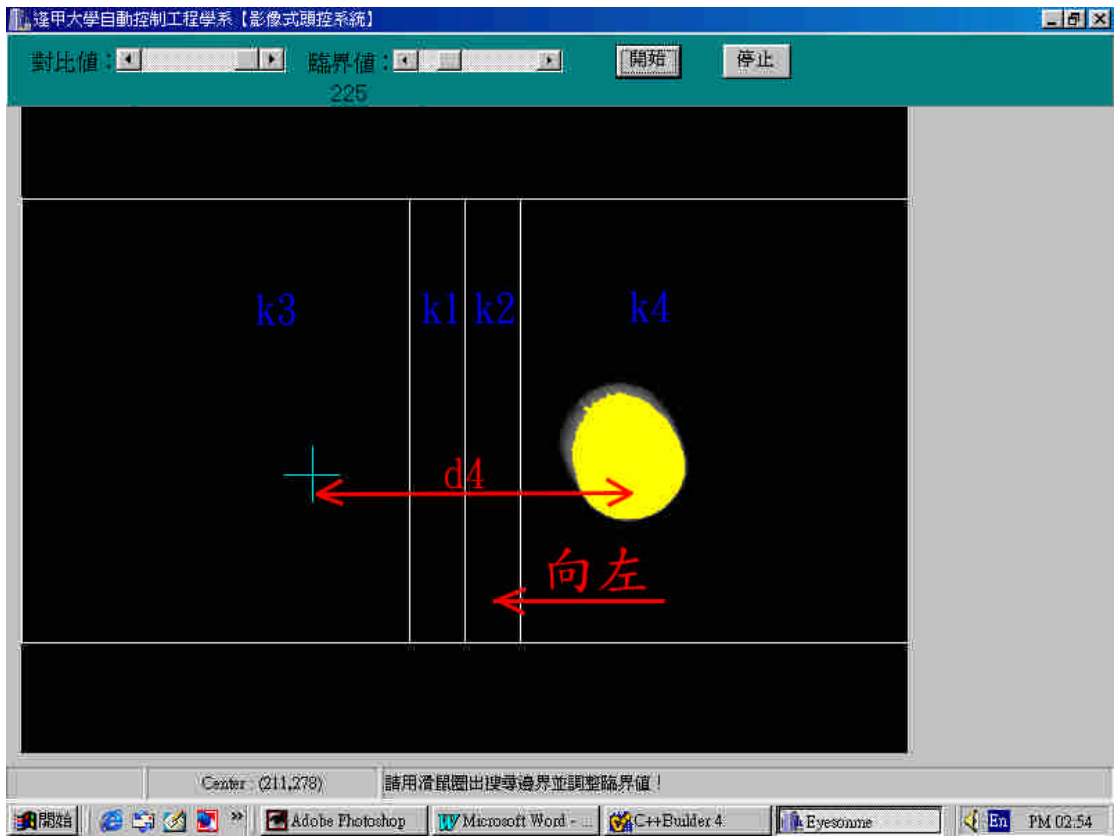 逢甲大學自動控制工程學系【影像式頭控系統】
對比值： 臨界值： 開始 停止
225
k3 k1 k2 k4
d4
向左
Center : (211,278) 請用滑鼠圈出搜尋邊界並調整臨界值！
開始 » Adobe Photoshop Microsoft Word - ... C++Builder 4 Eyesomme En PM 02:54